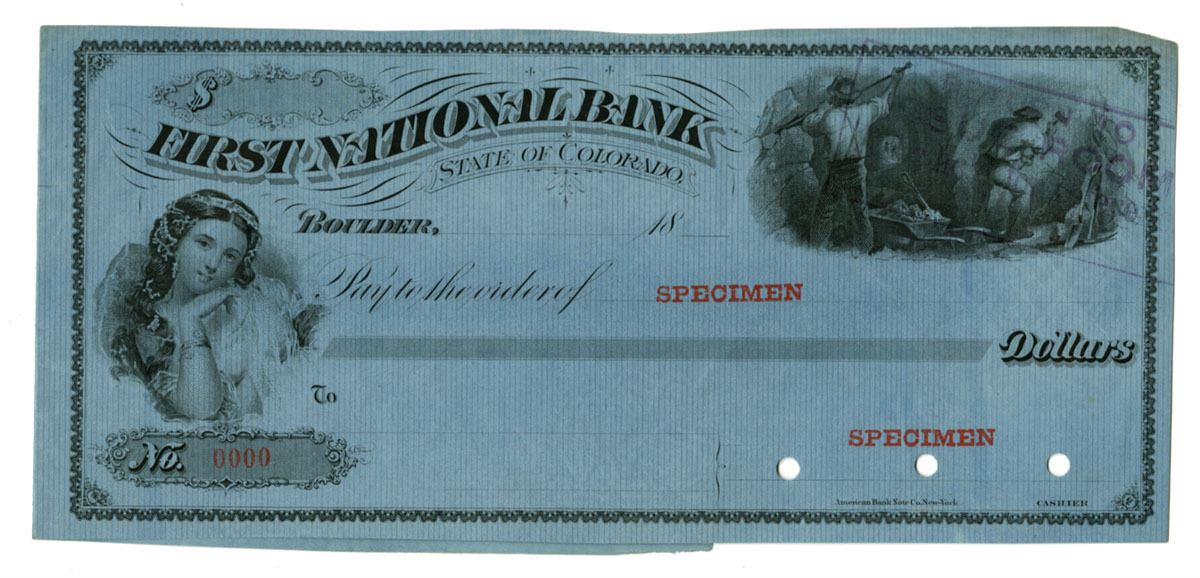 $
FIRST NATIONAL BANK
STATE OF COLORADO.
BOULDER, 18
Pay to the order of SPECIMEN
Dollars
To
No. 0000
SPECIMEN
American Bank Note Co. New-York
CASHIER